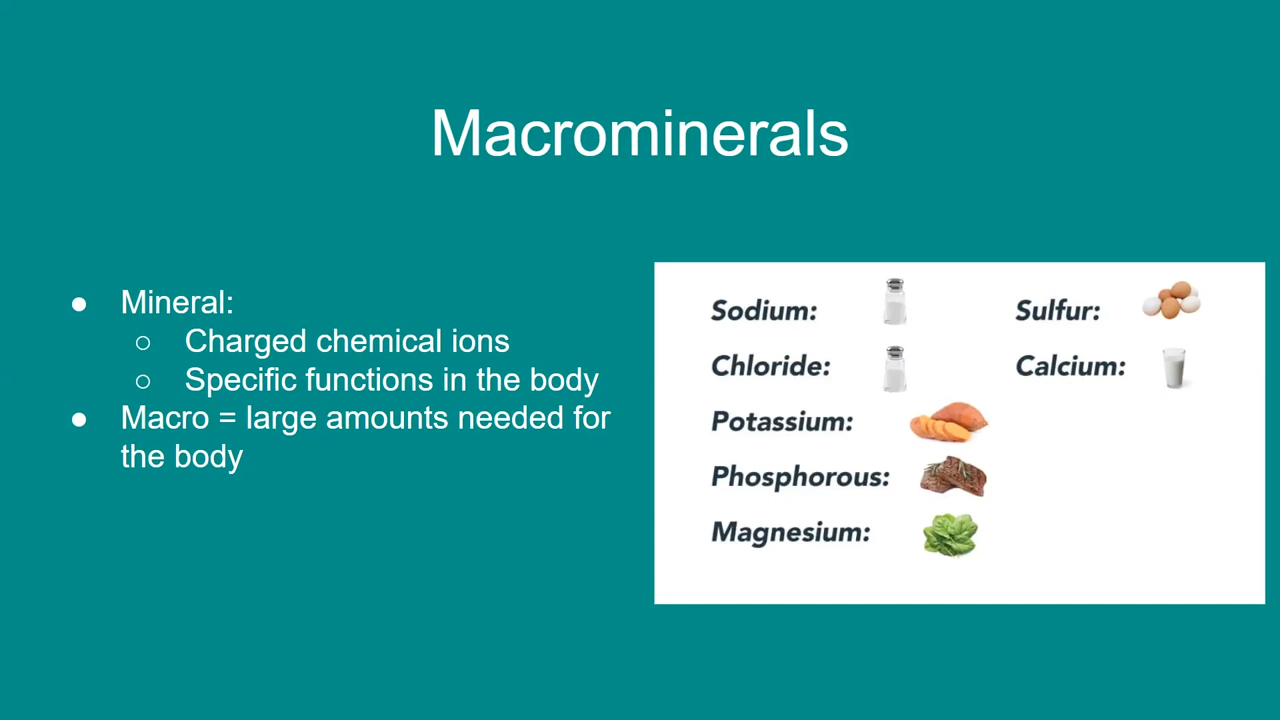 Macrominerals
● Mineral:
○ Charged chemical ions
○ Specific functions in the body
● Macro = large amounts needed for
the body
Sodium:
Chloride:
Potassium:
Phosphorous:
Magnesium:
Sulfur:
Calcium: